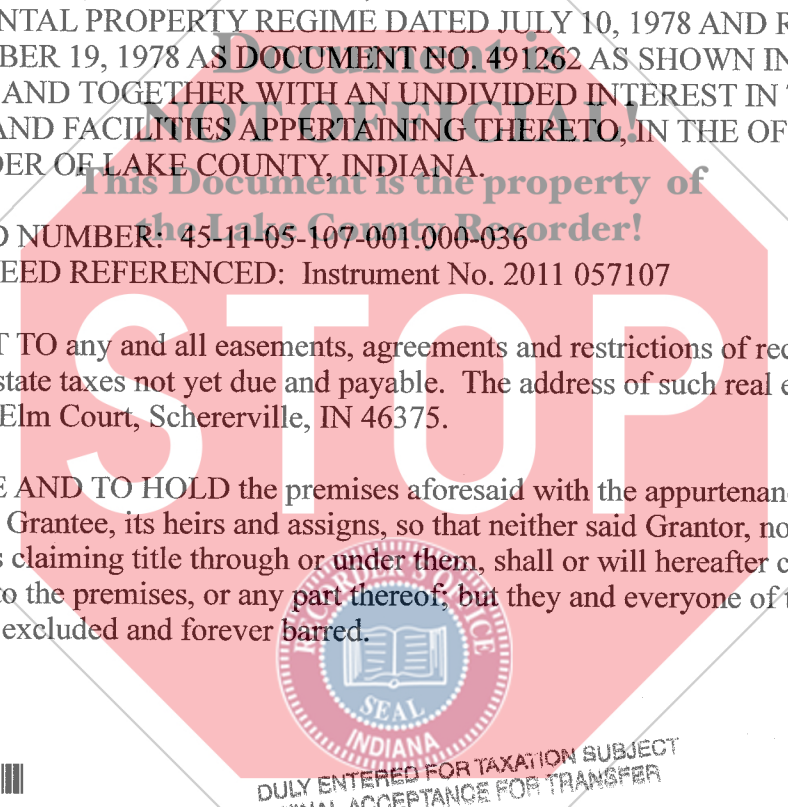 NTAL PROPERTY REGIME DATED JULY 10, 1978 AND R
BER 19, 1978 AS DOCUMENT NO. 491262 AS SHOWN IN
Document is
AND TOGETHER WITH AN UNDIVIDED INTEREST IN
NOT OFFICIAL!
AND FACILITIES APPERTAINING THERETO, IN THE OF
DER OF LAKE COUNTY, INDIANA.
This Document is the property of
the Lake County Recorder!
D NUMBER: 45-11-05-107-001.000-036
EED REFERENCED: Instrument No. 2011 057107
STOP
T TO any and all easements, agreements and restrictions of rec
state taxes not yet due and payable. The address of such real e
Elm Court, Schererville, IN 46375.
E AND TO HOLD the premises aforesaid with the appurtenan
Grantee, its heirs and assigns, so that neither said Grantor, no
s claiming title through or under them, shall or will hereafter c
to the premises, or any part thereof; but they and everyone of t
excluded and forever barred.
RECORDER'S OFFICE
SEAL
INDIANA
DULY ENTERED FOR TAXATION SUBJECT
FINAL ACCEPTANCE FOR TRANSFER